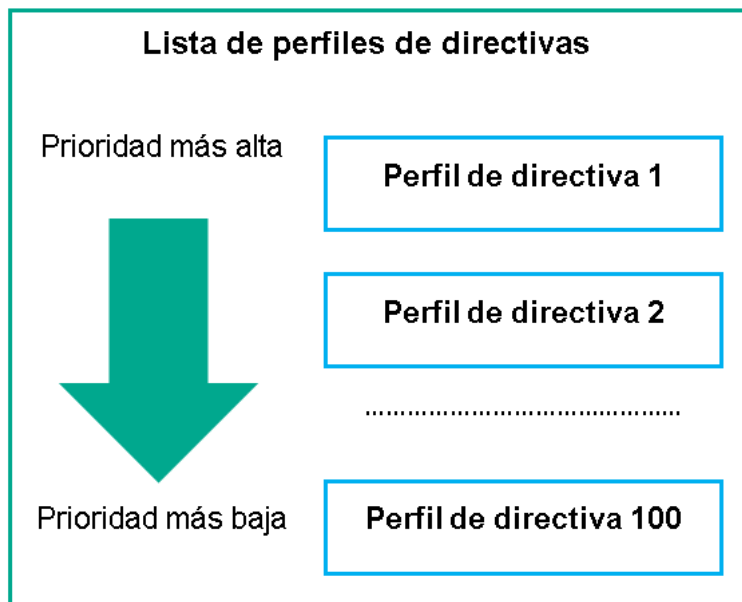 Lista de perfiles de directivas
Prioridad más alta
Perfil de directiva 1
Perfil de directiva 2
............................................
Prioridad más baja
Perfil de directiva 100